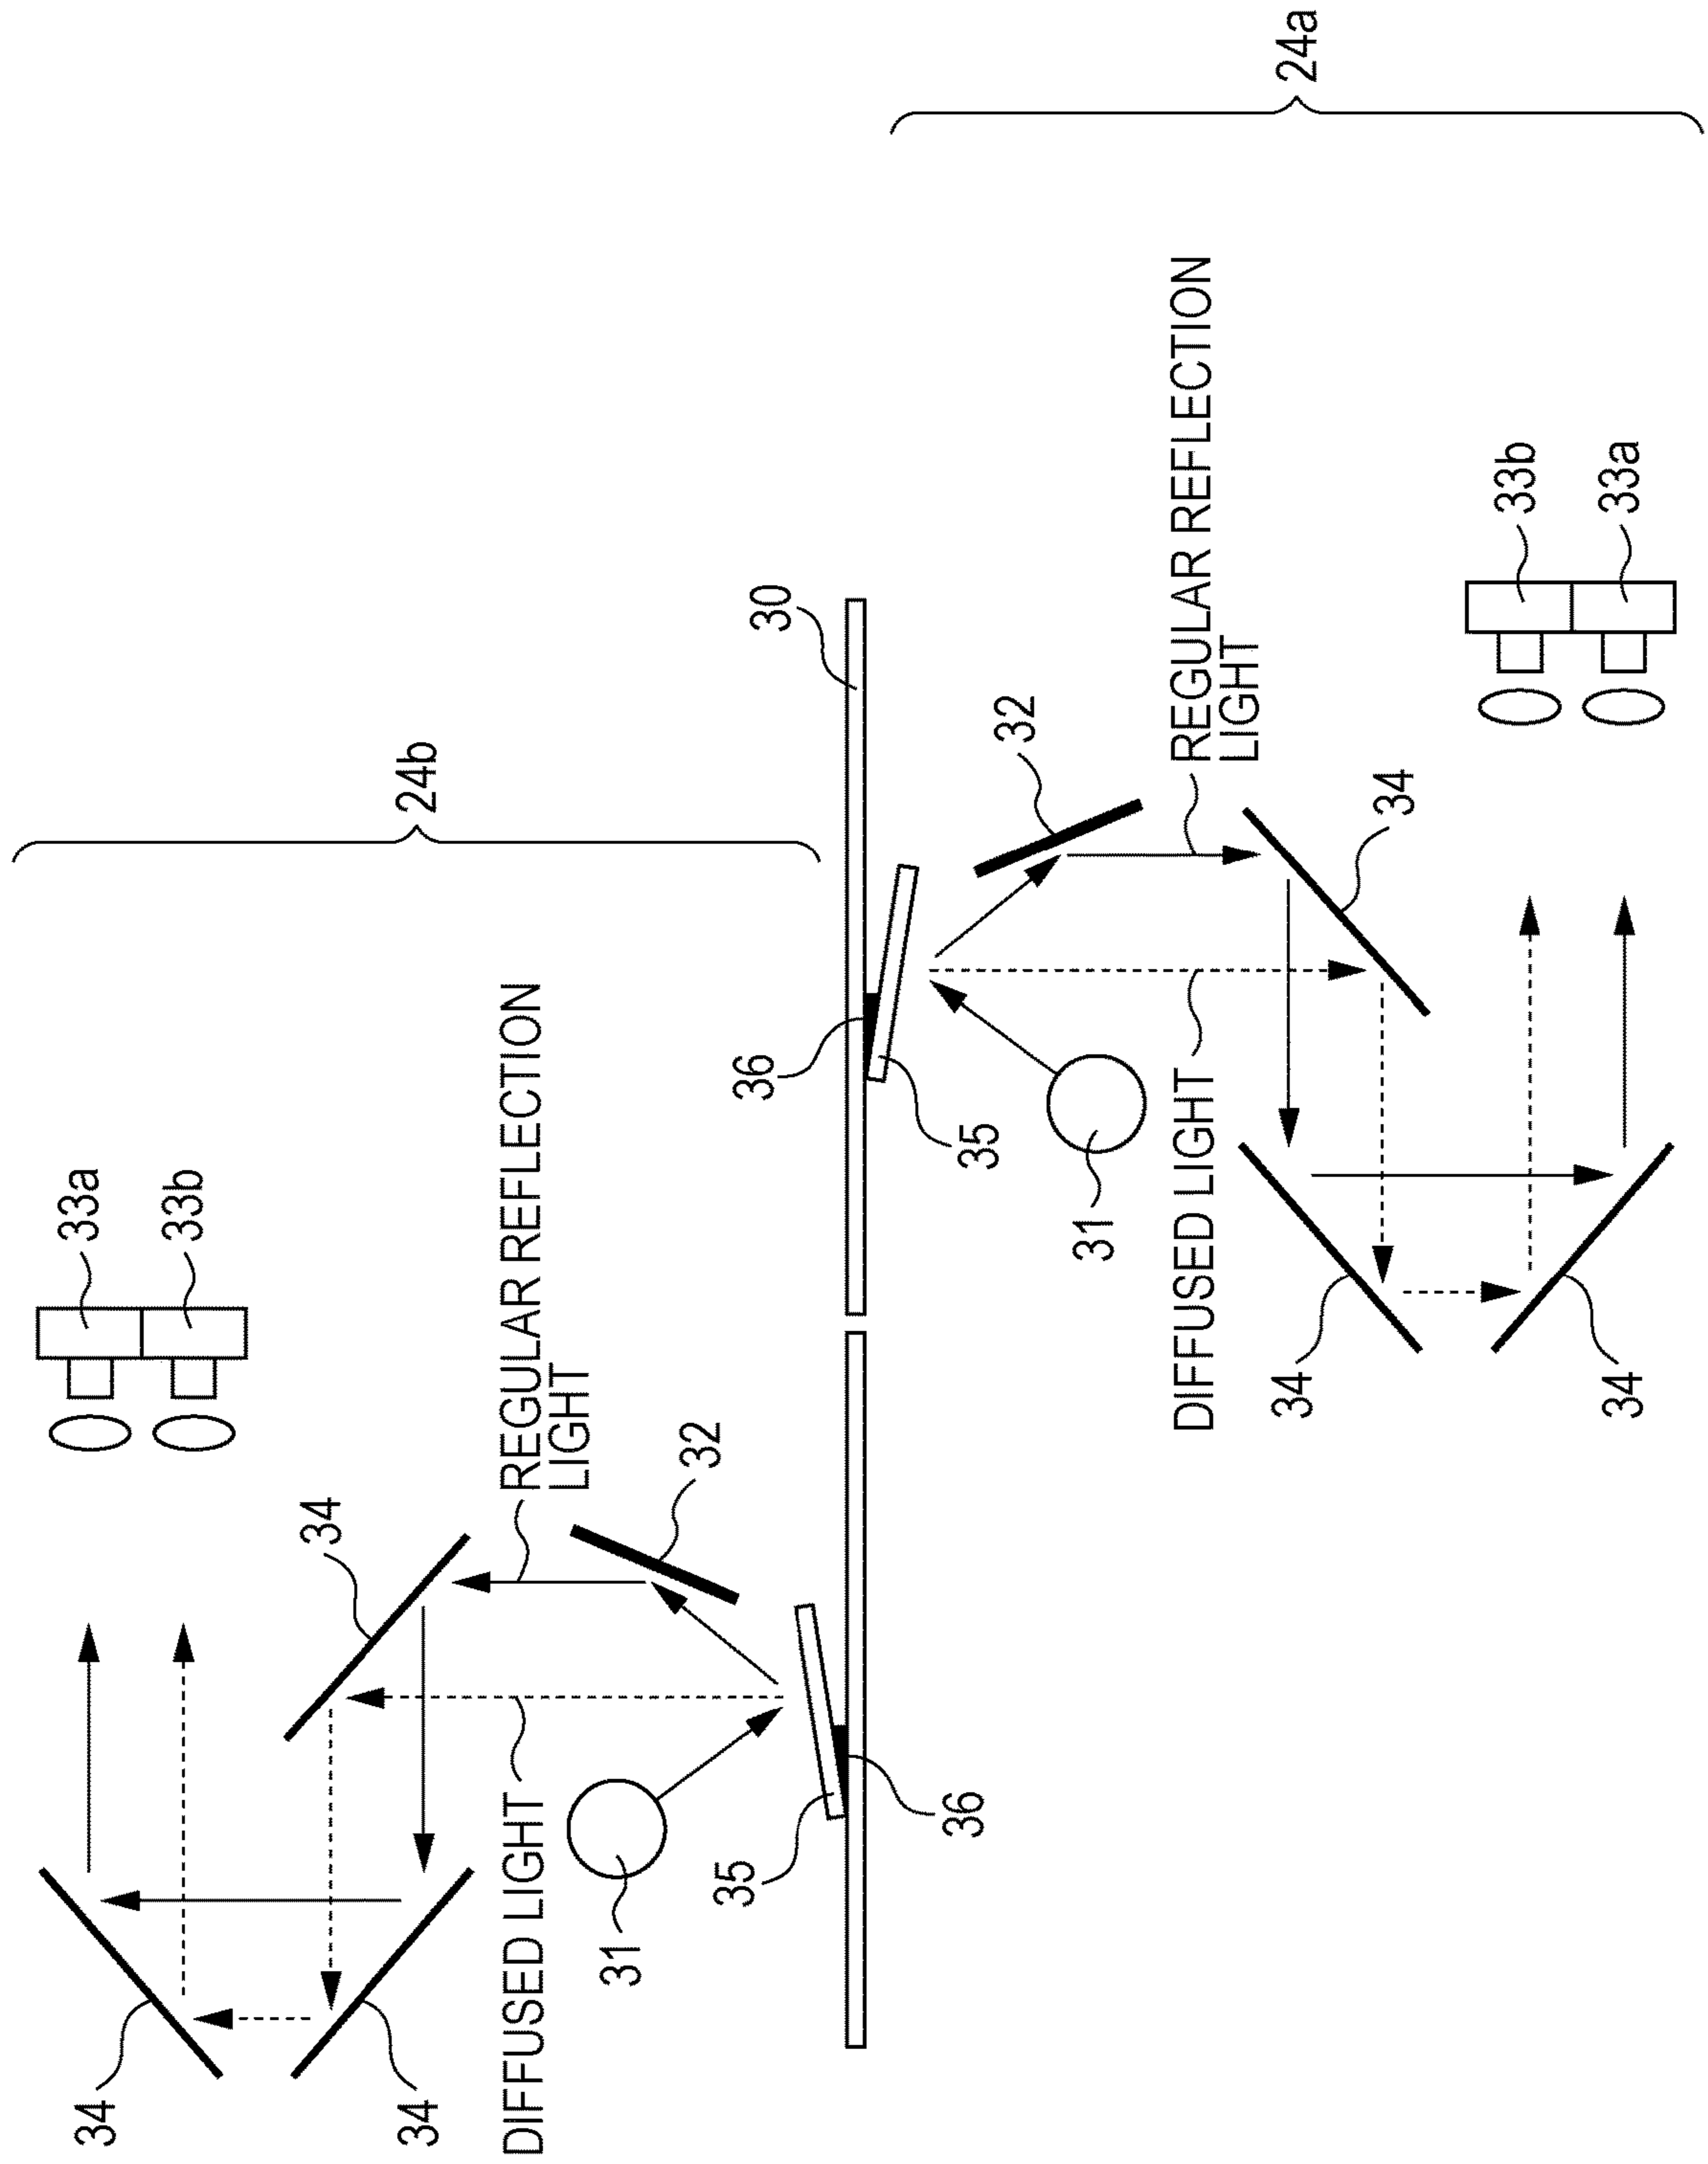 24b
33a
33b
34
34
34
REGULAR REFLECTION
LIGHT
32
DIFFUSED LIGHT
31
35
36
30
24a
36
35
32
REGULAR REFLECTION
LIGHT
31
DIFFUSED LIGHT
34
34
34
33b
33a